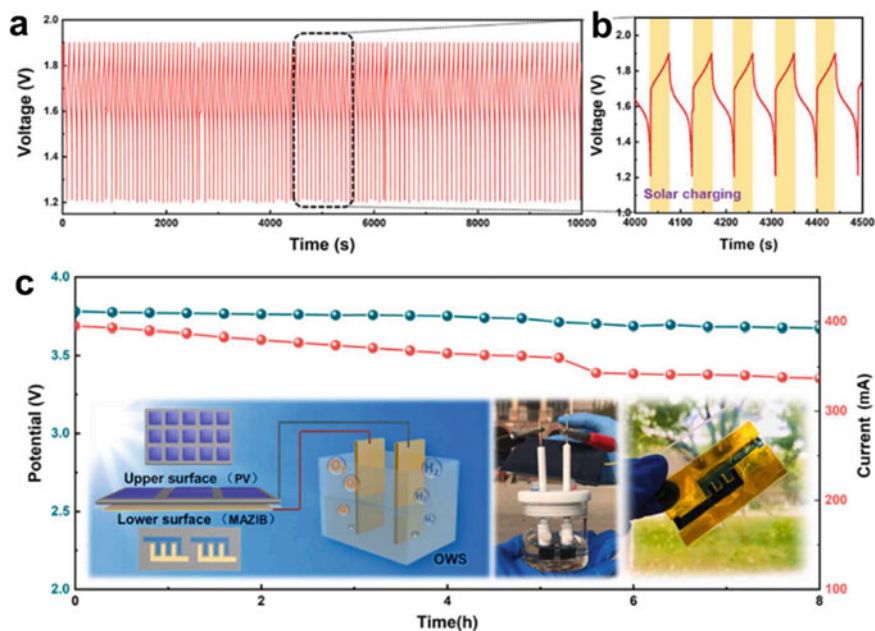 a
2.0
1.8
1.6
1.4
1.2
Voltage (V)
0
2000
4000
6000
8000
10000
Time (s)
b
2.0
1.8
1.6
1.4
1.2
1.0
Voltage (V)
Solar charging
4000
4100
4200
4300
4400
4500
Time (s)
c
4.0
3.5
3.0
2.5
2.0
Potential (V)
400
300
200
100
Current (mA)
Upper surface (PV)
Lower surface (MAZIB)
O₂
H₂
H₂
OWS
0
2
4
6
8
Time(h)